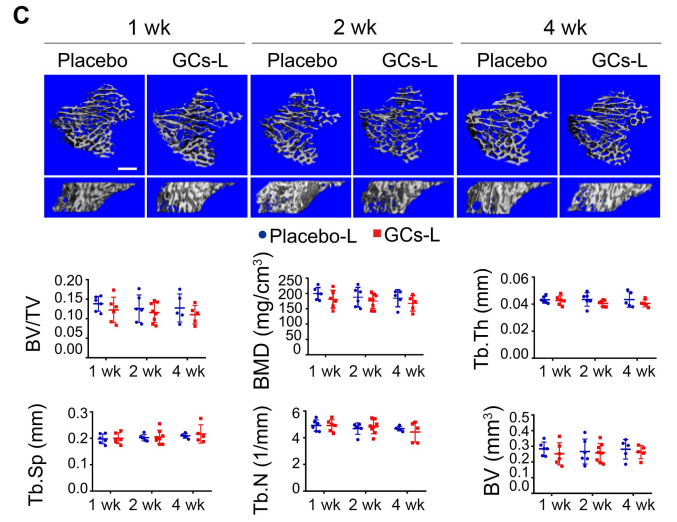 C
1 wk 2 wk 4 wk
Placebo GCs-L Placebo GCs-L Placebo GCs-L
Placebo-L GCs-L
BV/TV
0.20
0.15
0.10
0.05
0.00
1 wk 2 wk 4 wk
BMD (mg/cm³)
250
200
150
100
50
0
1 wk 2 wk 4 wk
Tb.Th (mm)
0.06
0.04
0.02
0.00
1 wk 2 wk 4 wk
Tb.Sp (mm)
0.3
0.2
0.1
0.0
1 wk 2 wk 4 wk
Tb.N (1/mm)
6
4
2
0
1 wk 2 wk 4 wk
BV (mm³)
0.5
0.4
0.3
0.2
0.1
0.0
1 wk 2 wk 4 wk